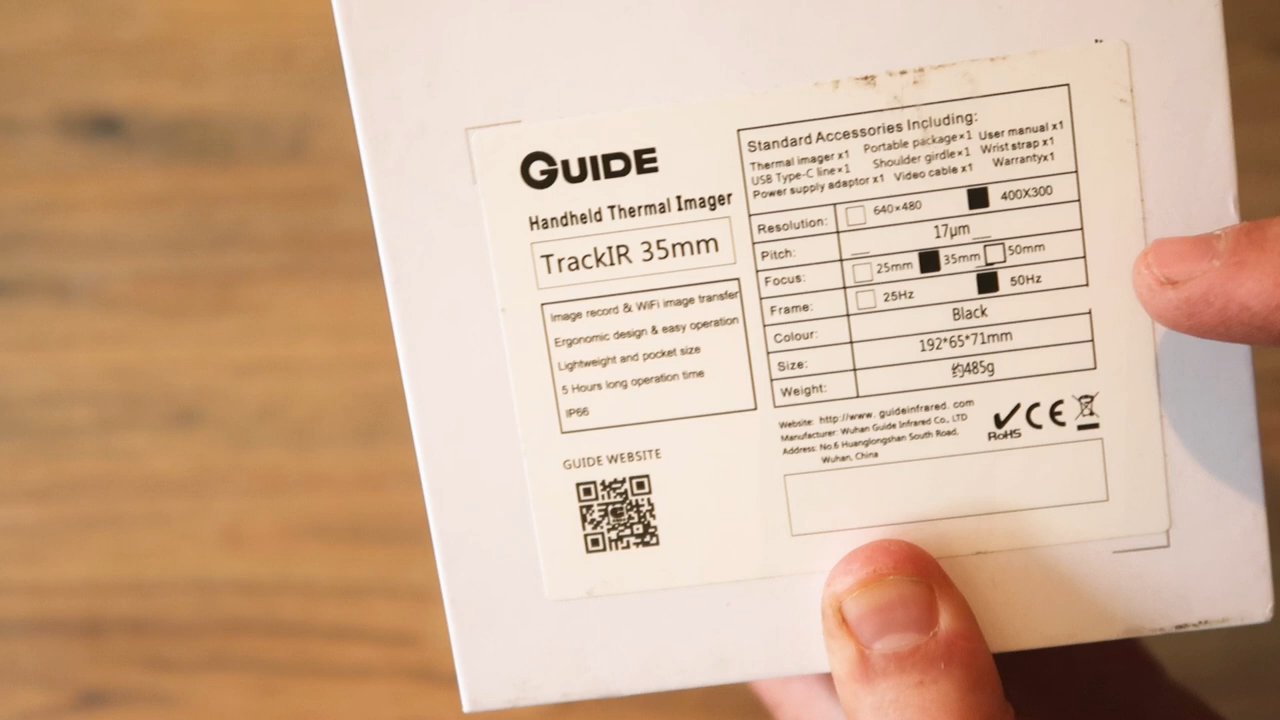 GUIDE
Handheld Thermal Imager
TrackIR 35mm
Image record & WiFi image transfer
Ergonomic design & easy operation
Lightweight and pocket size
5 Hours long operation time
IP66
GUIDE WEBSITE
Standard Accessories Including:
Thermal imager x1 Portable package×1 User manual x1
USB Type-C line×1 Shoulder girdle×1 Wrist strap x1
Power supply adaptor x1 Video cable x1 Warrantyx1
Resolution: 640×480 400X300
Pitch: 17μm
Focus: 25mm 35mm 50mm
Frame: 25Hz 50Hz
Colour: Black
Size: 192*65*71mm
Weight: 约485g
Website: http://www.guideinfrared.com
Manufacturer: Wuhan Guide Infrared Co., LTD
Address: No.6 Huanglongshan South Road,
Wuhan, China
RoHS CE